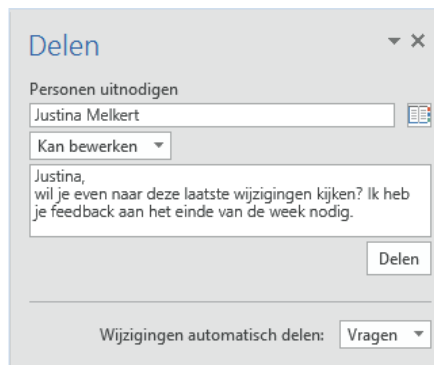 Delen
Personen uitnodigen
Justina Melkert
Kan bewerken
Justina,
wil je even naar deze laatste wijzigingen kijken? Ik heb
je feedback aan het einde van de week nodig.
Delen
Wijzigingen automatisch delen: Vragen